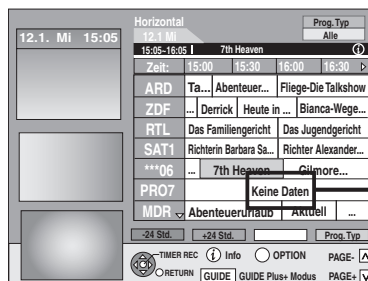 12.1. Mi 15:05
Horizontal
12.1 Mi
Prog.Typ
Alle
15:05-16:05 7th Heaven
Zeit: 15:00 15:30 16:00 16:30
ARD Ta... Abenteuer... Fliege-Die Talkshow
ZDF ... Derrick Heute in ... Bianca-Wege...
RTL Das Familiengericht Das Jugendgericht
SAT1 Richterin Barbara Sa... Richter Alexander...
***06 ... 7th Heaven Gilmore...
PRO7 Keine Daten
MDR Abenteuerurlaub Aktuell ...
-24 Std. +24 Std. Prog.Typ
TIMER REC i Info OPTION PAGE-
RETURN GUIDE GUIDE Plus+ Modus PAGE+